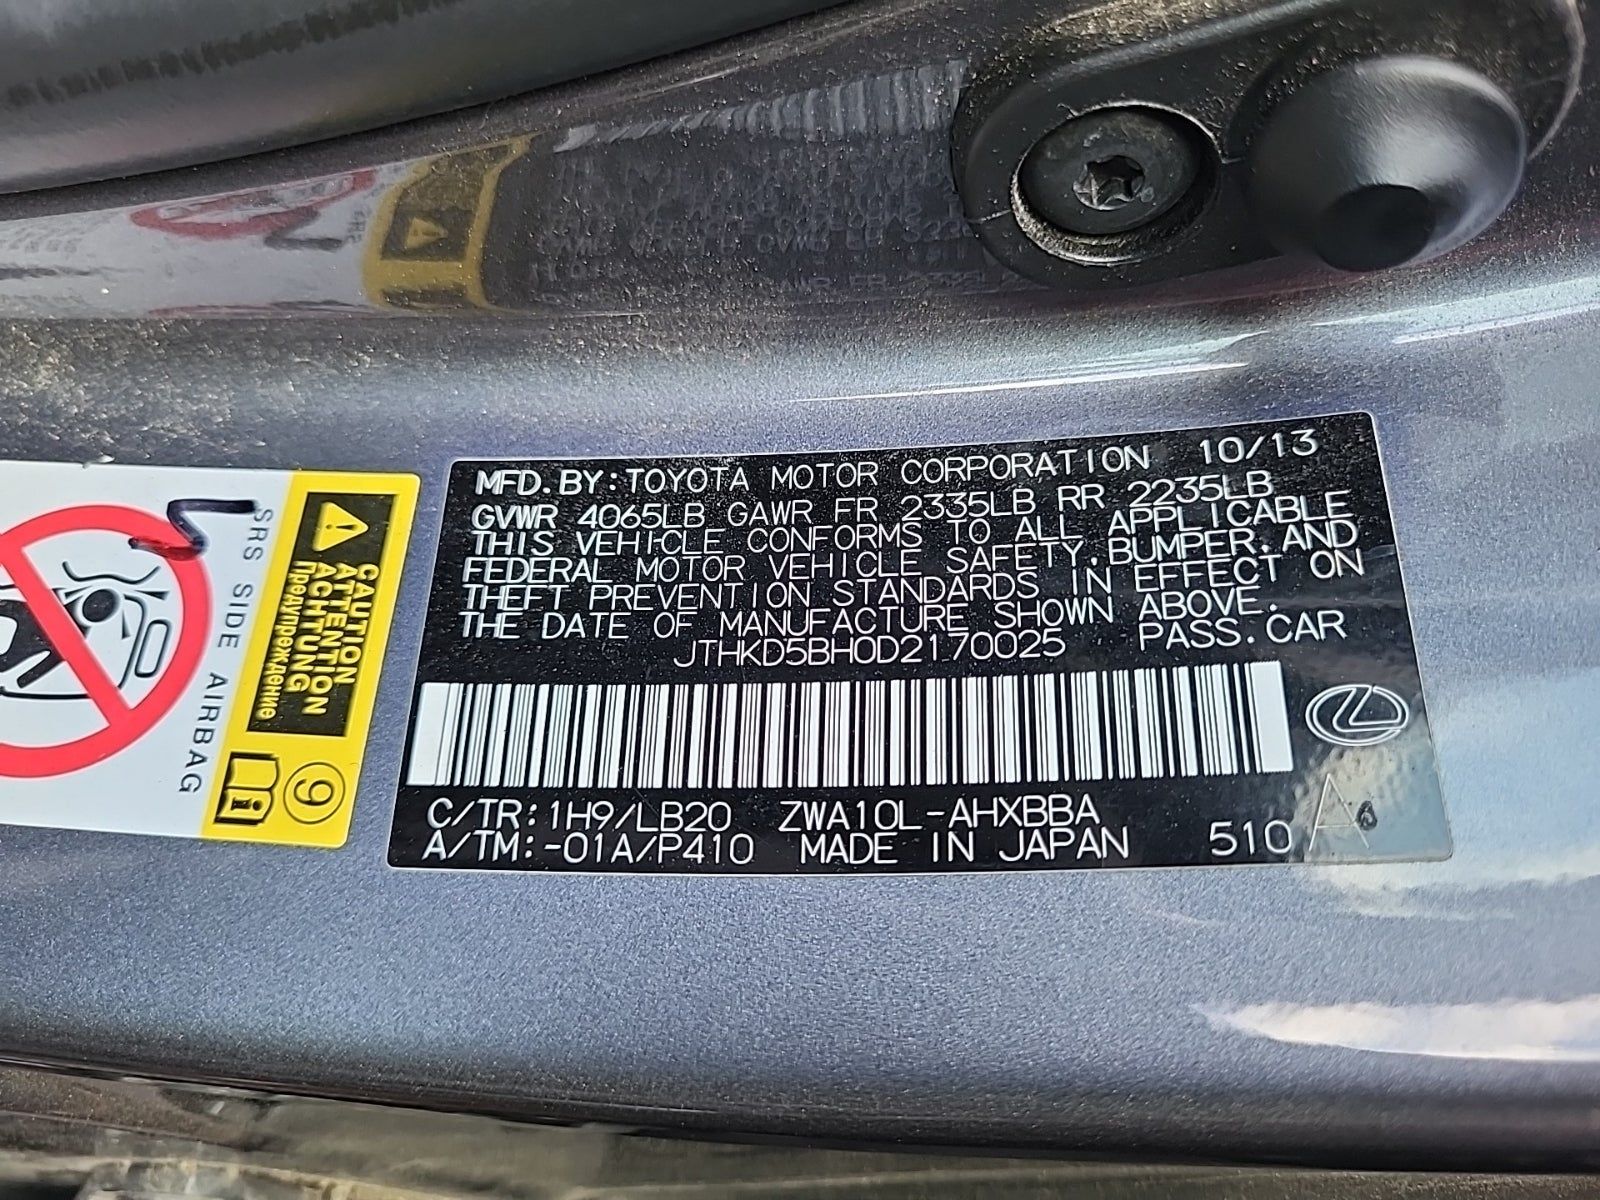 MFD.BY:TOYOTA MOTOR CORPORATION 10/13
GVWR 4065LB GAWR FR 2335LB RR 2235LB
THIS VEHICLE CONFORMS TO ALL APPLICABLE
FEDERAL MOTOR VEHICLE SAFETY,BUMPER,AND
THEFT PREVENTION STANDARDS IN EFFECT ON
THE DATE OF MANUFACTURE SHOWN ABOVE.
JTHKD5BH0D2170025 PASS.CAR
C/TR:1H9/LB20 ZWA10L-AHXBBA
A/TM:-01A/P410 MADE IN JAPAN 510 A
CAUTION
ATTENTION
ACHTUNG
Предупреждение
SRS SIDE AIRBAG
9
i